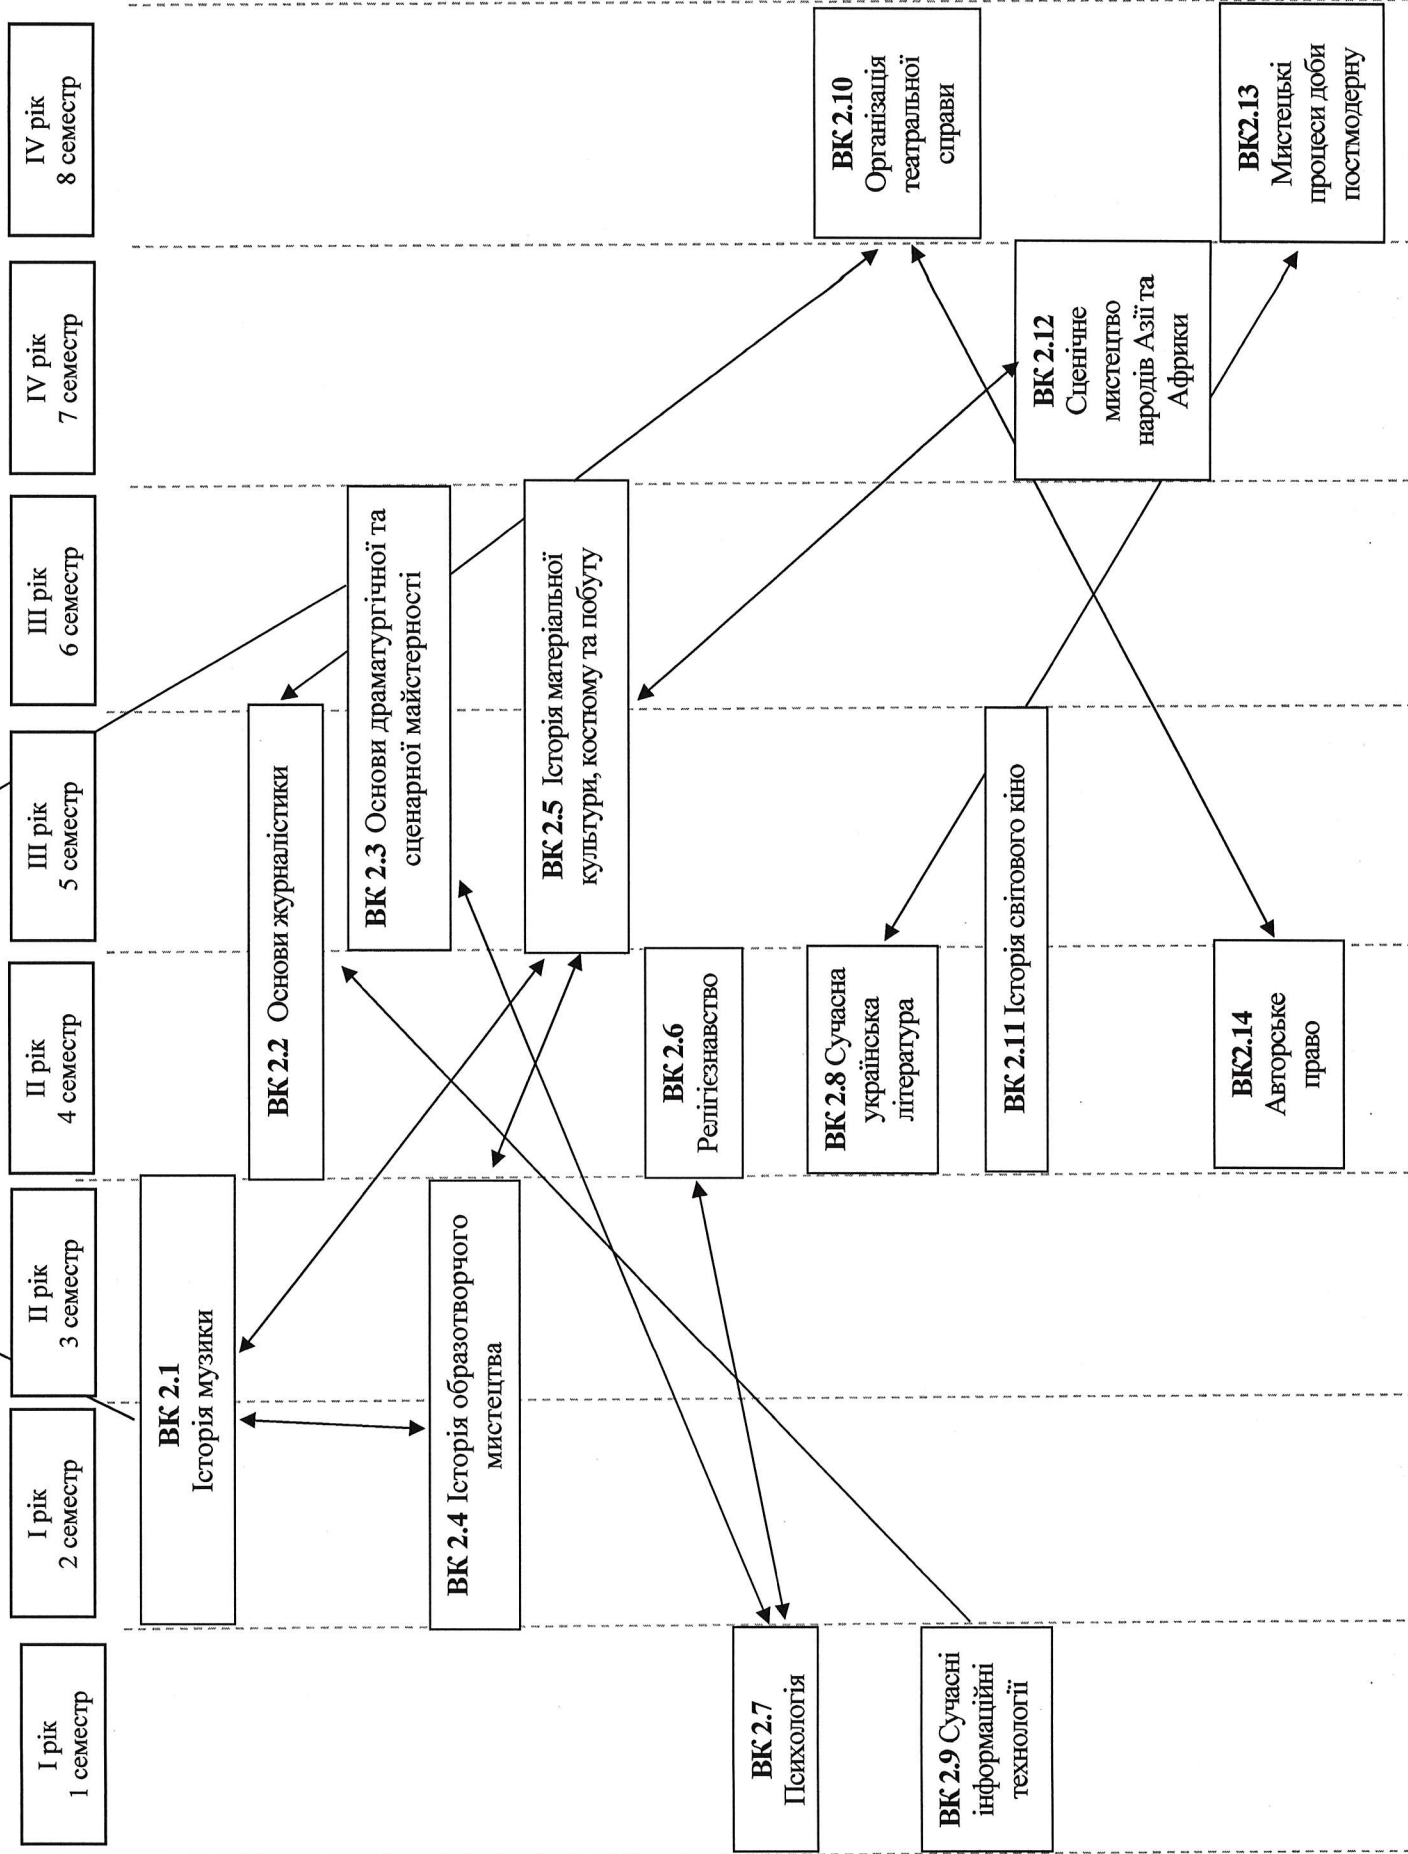 І рік
1 семестр
І рік
2 семестр
ІІ рік
3 семестр
ІІ рік
4 семестр
ІІІ рік
5 семестр
ІІІ рік
6 семестр
IV рік
7 семестр
IV рік
8 семестр
ВК 2.1
Історія музики
ВК 2.2 Основи журналістики
ВК 2.3 Основи драматургічної та
сценарної майстерності
ВК 2.4 Історія образотворчого
мистецтва
ВК 2.5 Історія матеріальної
культури, костюму та побуту
ВК 2.6
Релігієзнавство
ВК 2.7
Психологія
ВК 2.8 Сучасна
українська
література
ВК 2.10
Організація
театральної
справи
ВК 2.9 Сучасні
інформаційні
технології
ВК 2.11 Історія світового кіно
ВК 2.12
Сценічне
мистецтво
народів Азії та
Африки
ВК2.14
Авторське
право
ВК2.13
Мистецькі
процеси доби
постмодерну